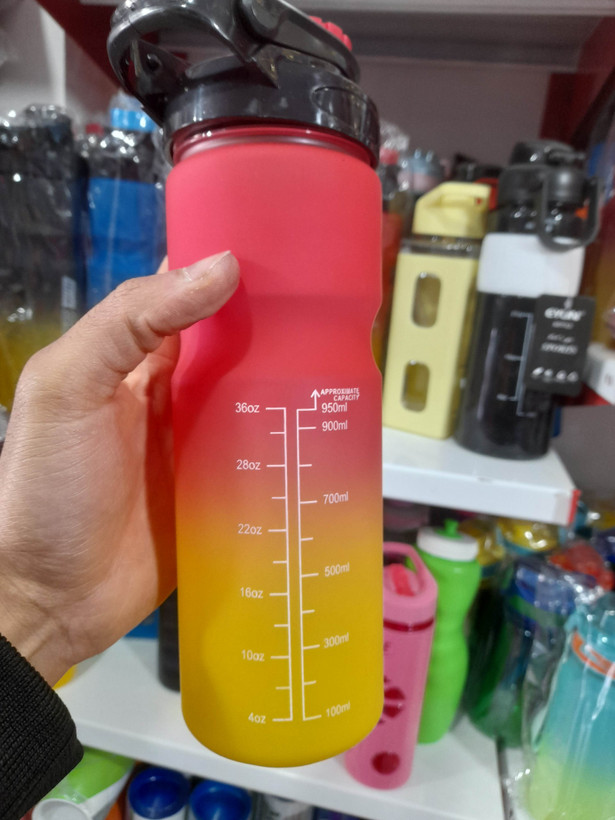 APPROXIMATE
CAPACITY
36oz 950ml
900ml
28oz
700ml
22oz
500ml
16oz
300ml
10oz
4oz 100ml